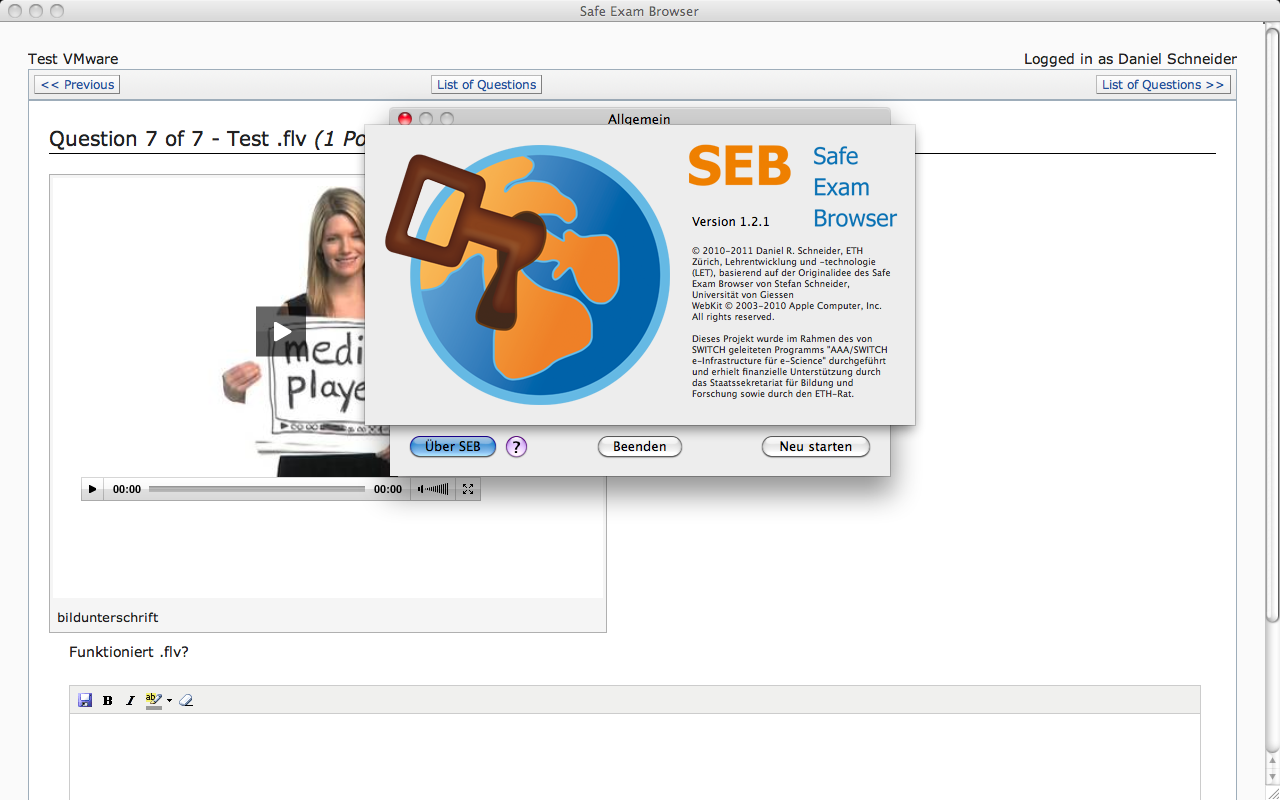 Safe Exam Browser
Test VMware
Logged in as Daniel Schneider
<< Previous
List of Questions
List of Questions >>
Allgemein
Question 7 of 7 - Test .flv (1 Po
SEB
Safe
Exam
Browser
Version 1.2.1
© 2010-2011 Daniel R. Schneider, ETH
Zürich, Lehrentwicklung und -technologie
(LET), basierend auf der Originalidee des Safe
Exam Browser von Stefan Schneider,
Universität von Giessen
WebKit © 2003-2010 Apple Computer, Inc.
All rights reserved.
Dieses Projekt wurde im Rahmen des von
SWITCH geleiteten Programms "AAA/SWITCH
e-Infrastructure für e-Science" durchgeführt
und erhielt finanzielle Unterstützung durch
das Staatssekretariat für Bildung und
Forschung sowie durch den ETH-Rat.
medi
playe
Über SEB
?
Beenden
Neu starten
00:00
00:00
bildunterschrift
Funktioniert .flv?
B
I
ab